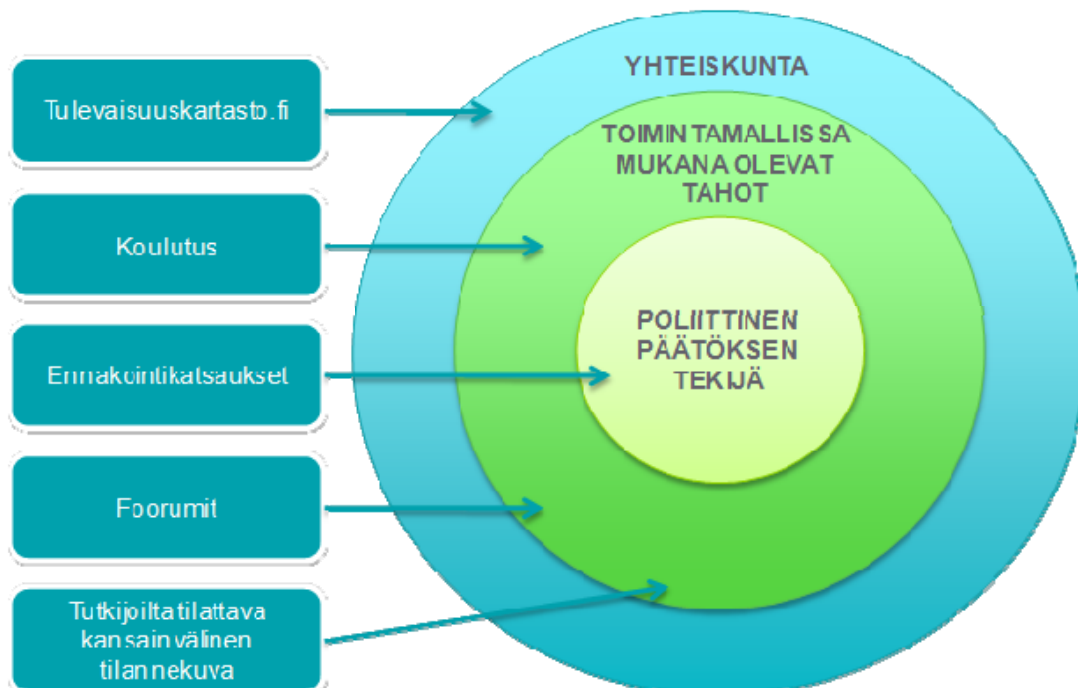 YHTEISKUNTA
Tulevaisuuskartasto.fi
TOIMINTAMALLISSA
MUKANA OLEVAT
TAHOT
Koulutus
POLIITTINEN
PÄÄTÖKSEN
TEKIJÄ
Ennakointikatsaukset
Foorumit
Tutkijoilta tilattava
kansainvälinen
tilannekuva